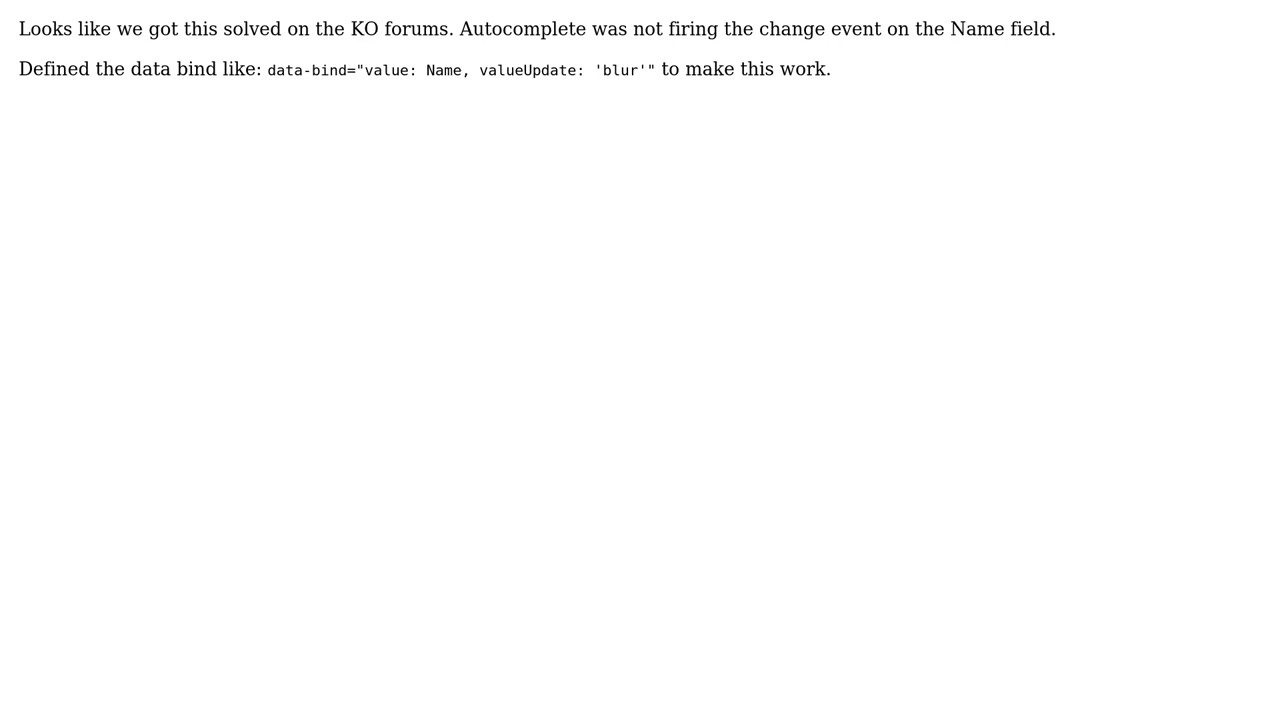 Looks like we got this solved on the KO forums. Autocomplete was not firing the change event on the Name field.
Defined the data bind like: data-bind="value: Name, valueUpdate: 'blur'" to make this work.